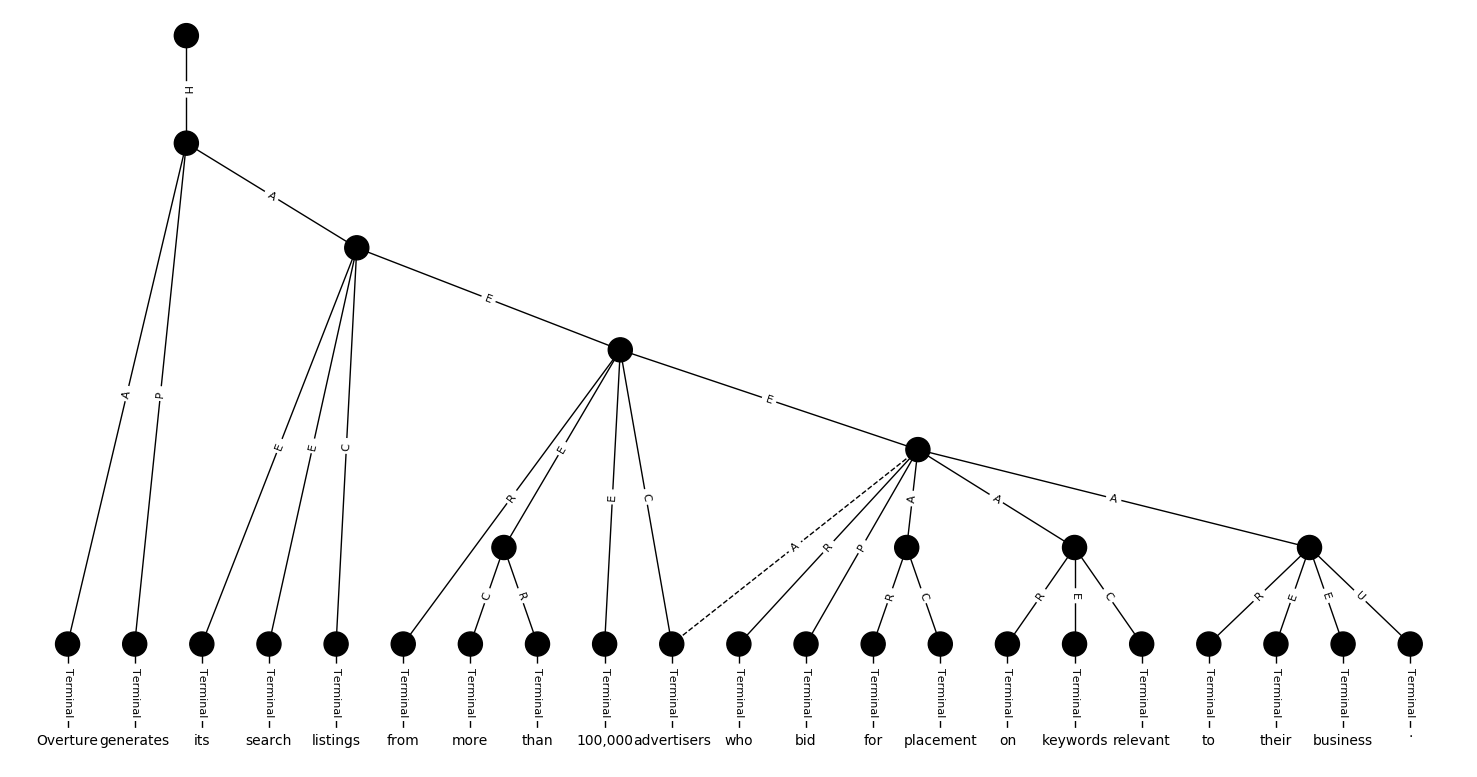 H
A
E
A
P
E
E
E
C
E
R
E
C
A
A
A
A
R
P
C
R
R
C
R
E
C
R
E
E
U
Terminal Terminal Terminal Terminal Terminal Terminal Terminal Terminal Terminal Terminal Terminal Terminal Terminal Terminal Terminal Terminal Terminal Terminal Terminal Terminal Terminal
Overture generates its search listings from more than 100,000 advertisers who bid for placement on keywords relevant to their business .